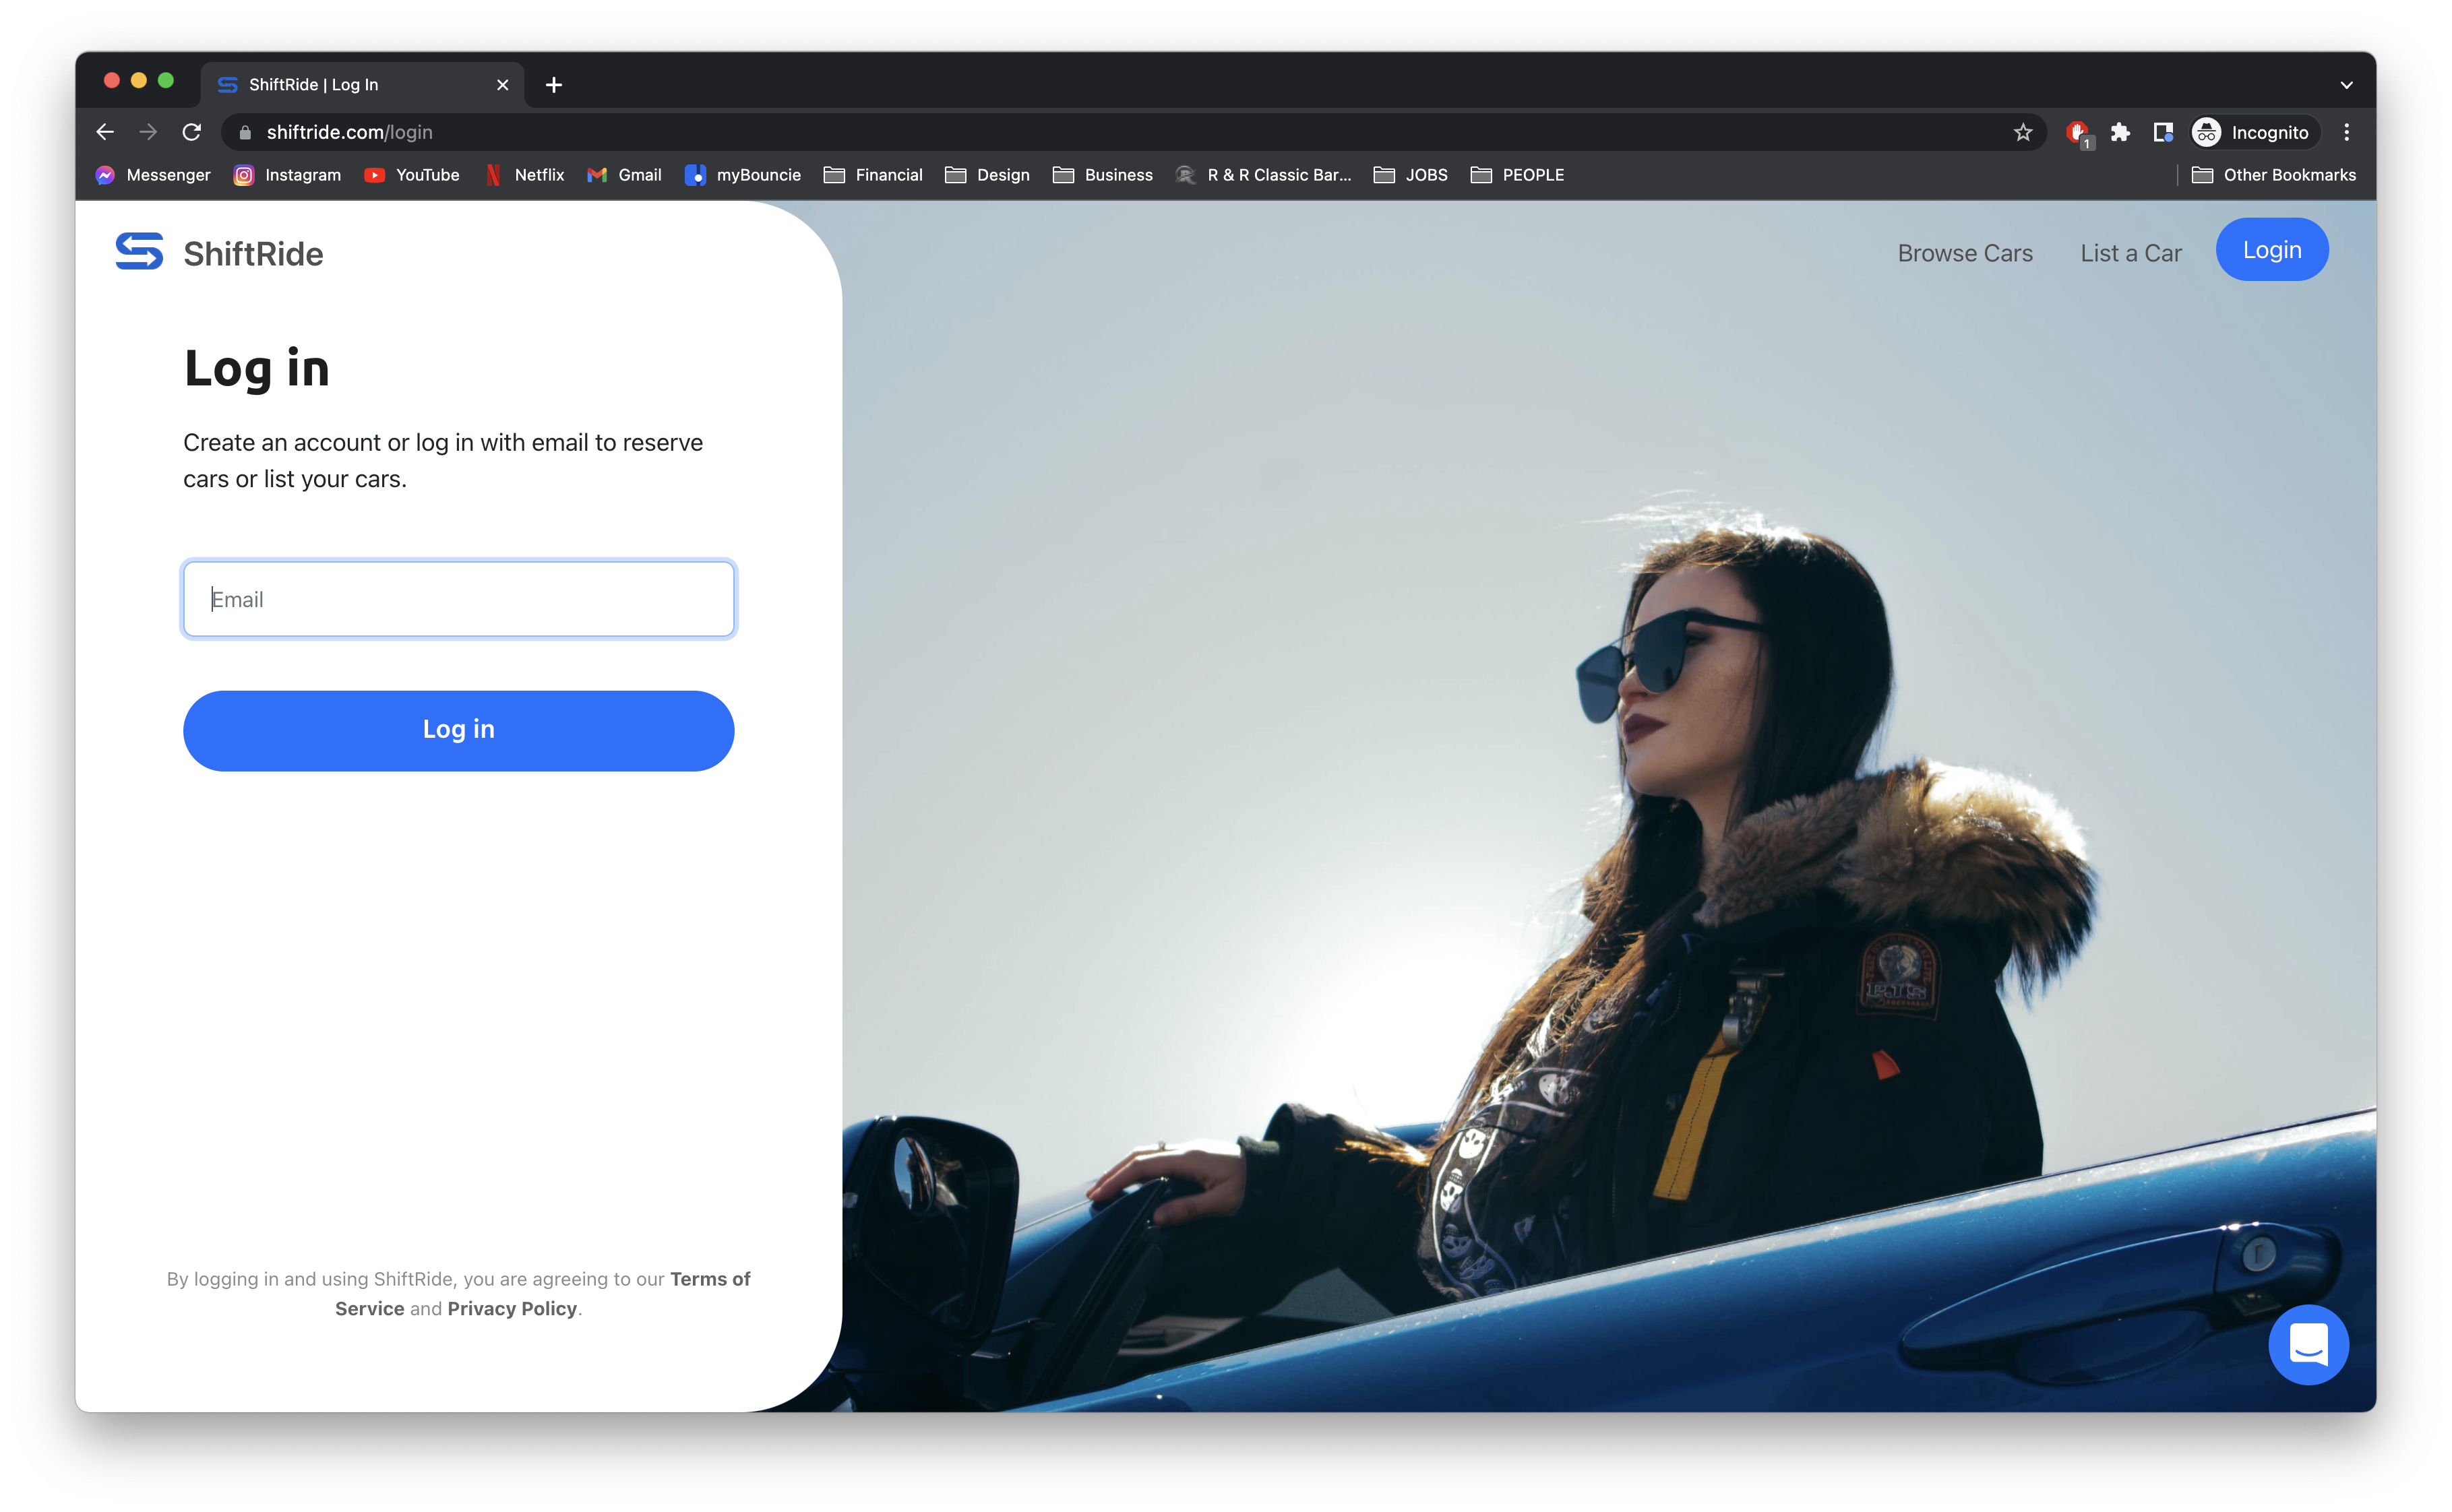 ShiftRide | Log In
shiftride.com/login
1
Incognito
Messenger
Instagram
YouTube
Netflix
Gmail
myBouncie
Financial
Design
Business
R & R Classic Bar...
JOBS
PEOPLE
Other Bookmarks
ShiftRide
Browse Cars
List a Car
Login
Log in
Create an account or log in with email to reserve
cars or list your cars.
Email
Log in
PJS
By logging in and using ShiftRide, you are agreeing to our Terms of
Service and Privacy Policy.